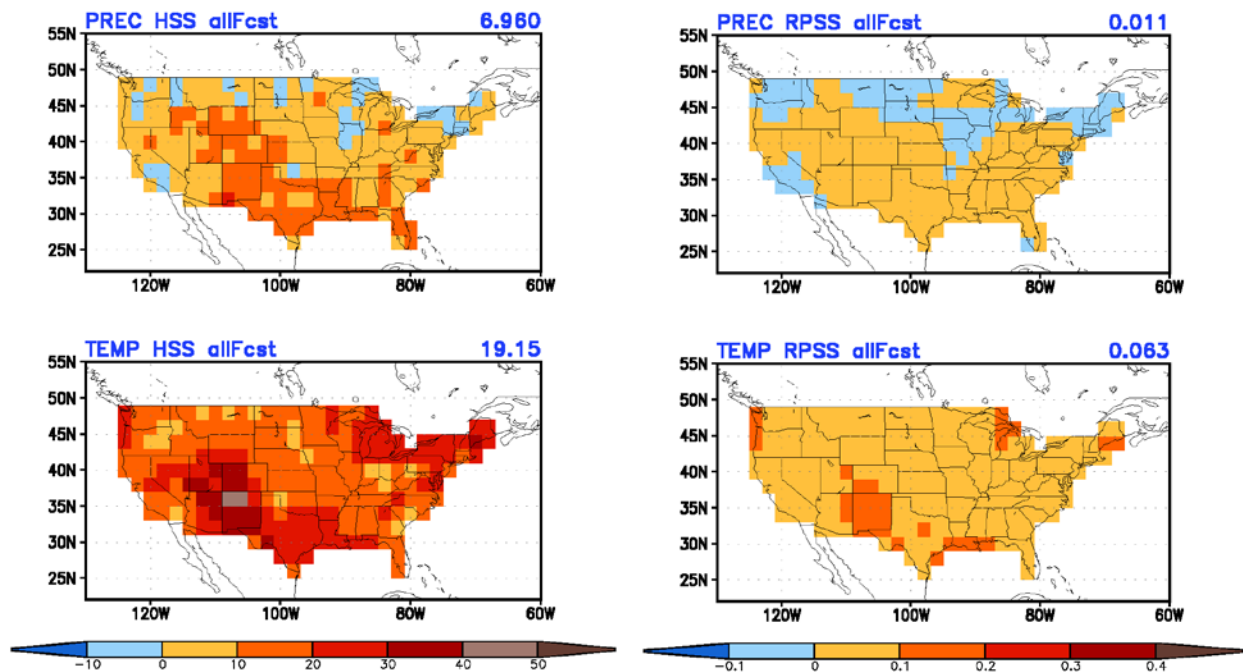 PREC HSS allFcst 6.960
55N
50N
45N
40N
35N
30N
25N
120W 100W 80W 60W
PREC RPSS allFcst 0.011
55N
50N
45N
40N
35N
30N
25N
120W 100W 80W 60W
TEMP HSS allFcst 19.15
55N
50N
45N
40N
35N
30N
25N
120W 100W 80W 60W
TEMP RPSS allFcst 0.063
55N
50N
45N
40N
35N
30N
25N
120W 100W 80W 60W
-10 0 10 20 30 40 50
-0.1 0 0.1 0.2 0.3 0.4